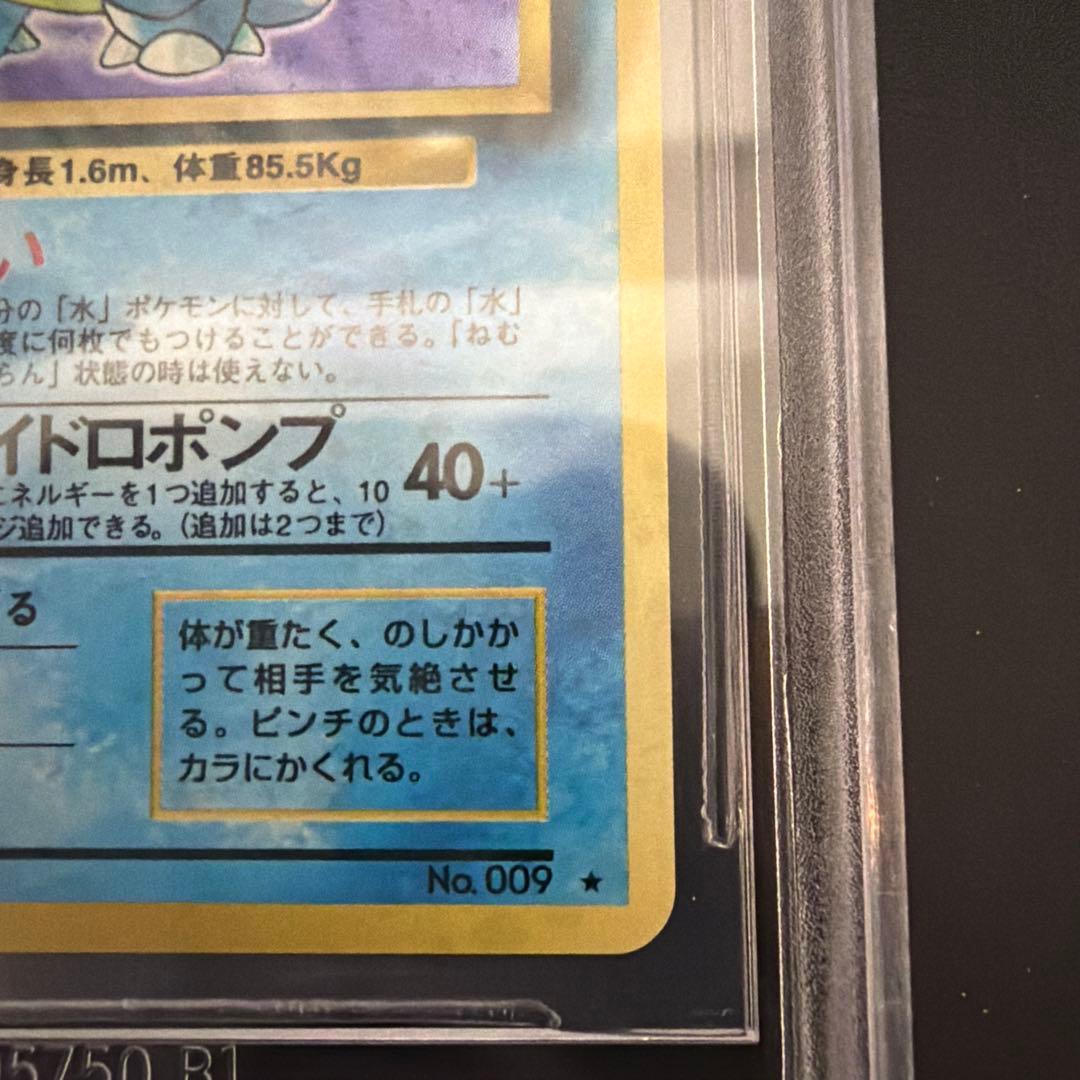 身長1.6m、体重85.5Kg
い
分の「水」ポケモンに対して、手札の「水」
度に何枚でもつけることができる。「ねむ
らん」状態の時は使えない。
イドロポンプ 40+
エネルギーを1つ追加すると、10
ジ追加できる。（追加は2つまで）
る
体が重たく、のしかか
って相手を気絶させ
る。ピンチのときは、
カラにかくれる。
No. 009 ★
5/50 B1